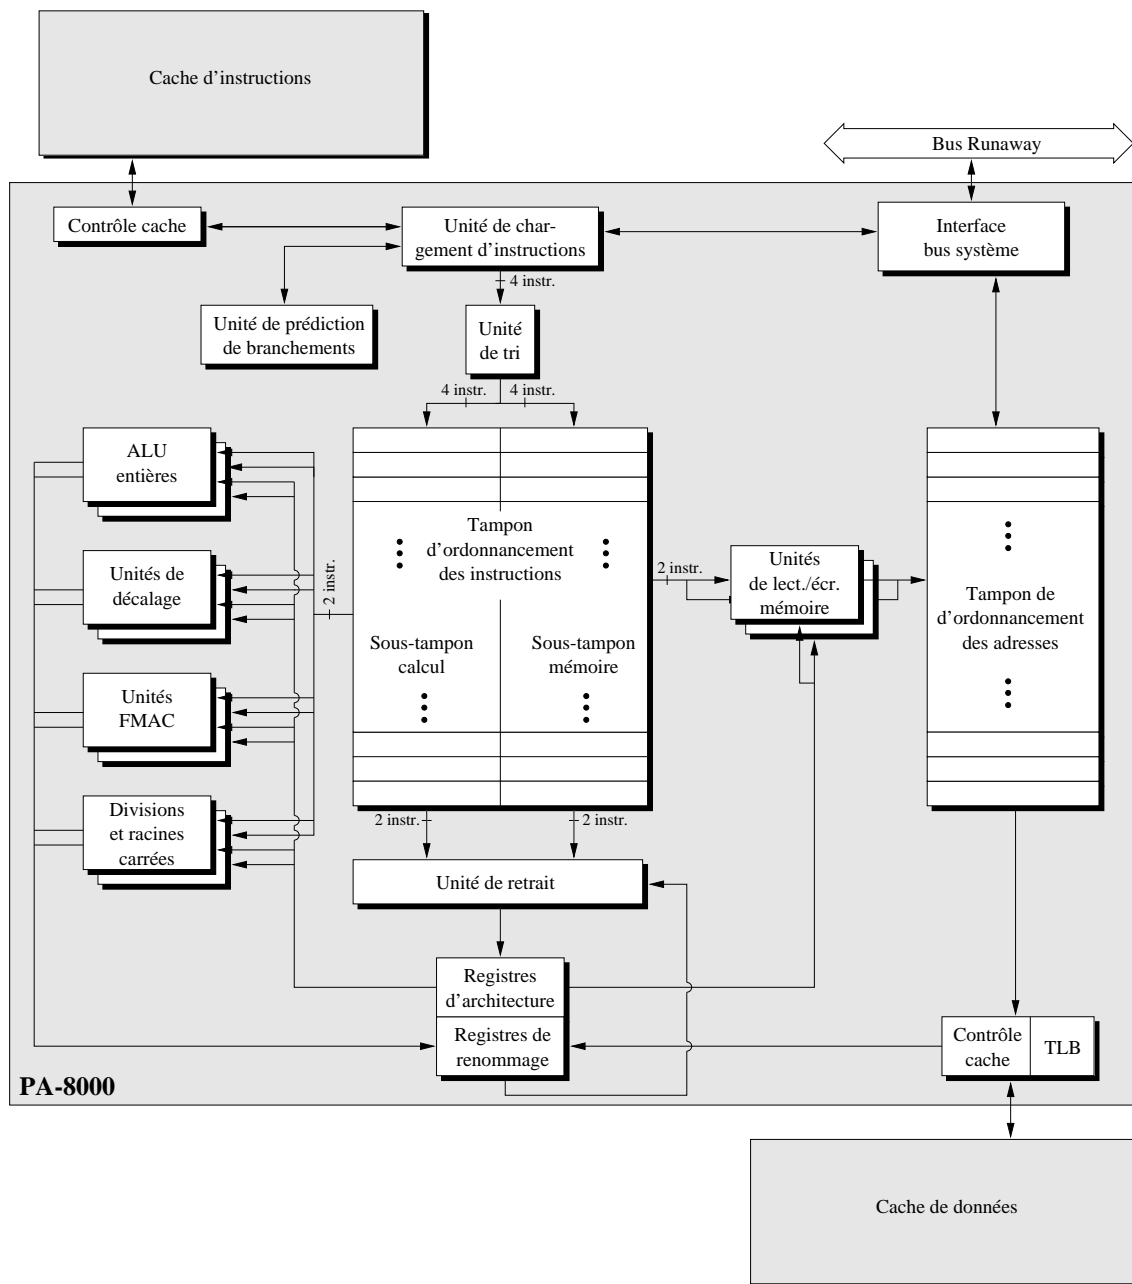 Cache d'instructions
Bus Runaway
Contrôle cache
Unité de char-
gement d'instructions
Interface
bus système
4 instr.
Unité de prédiction
de branchements
Unité
de tri
4 instr.
4 instr.
ALU
entières
Unités de
décalage
Unités
FMAC
Divisions
et racines
carrées
2 instr.
Tampon
d'ordonnancement
des instructions
Sous-tampon
calcul
Sous-tampon
mémoire
2 instr.
Unités
de lect./écr.
mémoire
Tampon de
d'ordonnancement
des adresses
2 instr.
2 instr.
Unité de retrait
Registres
d'architecture
Registres de
renommage
Contrôle
cache
TLB
PA-8000
Cache de données